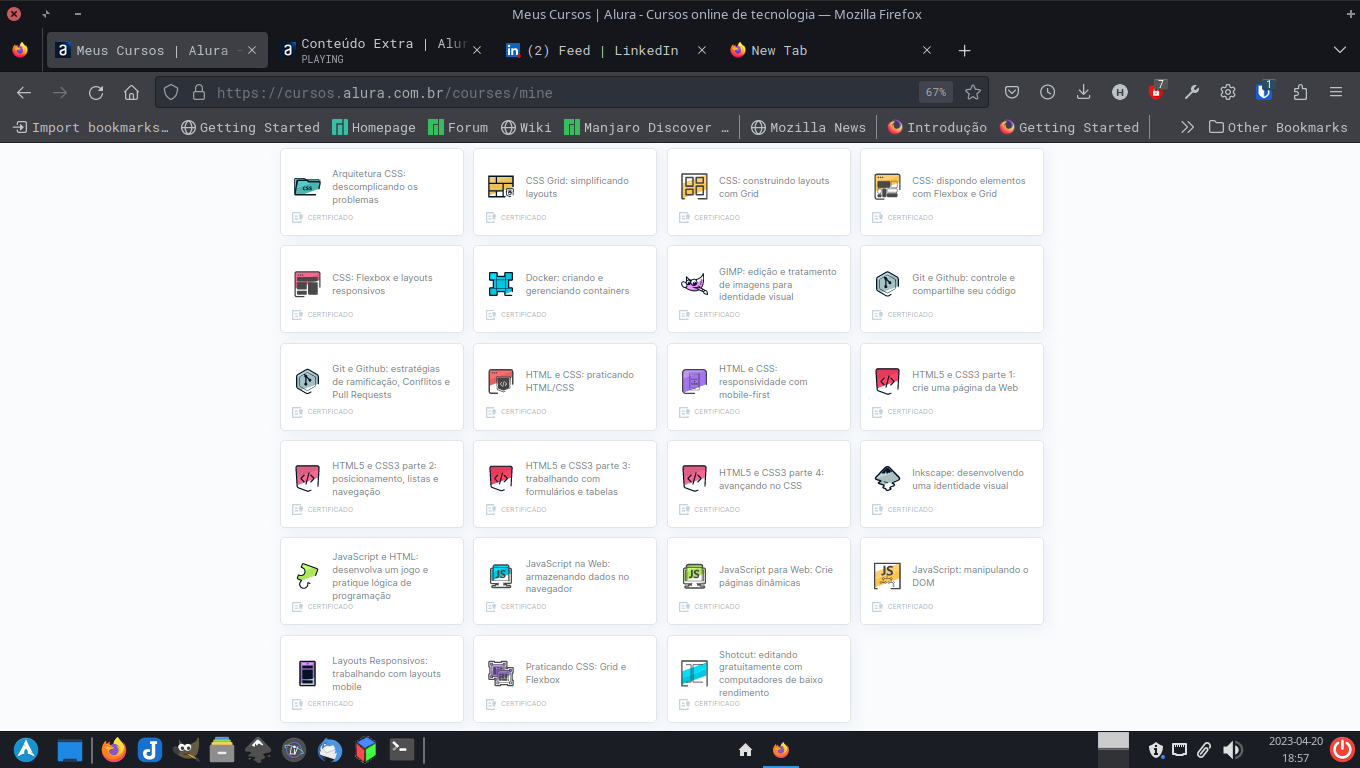 Meus Cursos | Alura - Cursos online de tecnologia — Mozilla Firefox
Meus Cursos | Alura -
Conteúdo Extra | Alur
PLAYING
(2) Feed | LinkedIn
New Tab
https://cursos.alura.com.br/courses/mine
67%
7
1
Import bookmarks…
Getting Started
Homepage
Forum
Wiki
Manjaro Discover …
Mozilla News
Introdução
Getting Started
Other Bookmarks
Arquitetura CSS:
descomplicando os
problemas
CERTIFICADO
CSS Grid: simplificando
layouts
CERTIFICADO
CSS: construindo layouts
com Grid
CERTIFICADO
CSS: dispondo elementos
com Flexbox e Grid
CERTIFICADO
CSS: Flexbox e layouts
responsivos
CERTIFICADO
Docker: criando e
gerenciando containers
CERTIFICADO
GIMP: edição e tratamento
de imagens para
identidade visual
CERTIFICADO
Git e Github: controle e
compartilhe seu código
CERTIFICADO
Git e Github: estratégias
de ramificação, Conflitos e
Pull Requests
CERTIFICADO
HTML e CSS: praticando
HTML/CSS
CERTIFICADO
HTML e CSS:
responsividade com
mobile-first
CERTIFICADO
HTML5 e CSS3 parte 1:
crie uma página da Web
CERTIFICADO
HTML5 e CSS3 parte 2:
posicionamento, listas e
navegação
CERTIFICADO
HTML5 e CSS3 parte 3:
trabalhando com
formulários e tabelas
CERTIFICADO
HTML5 e CSS3 parte 4:
avançando no CSS
CERTIFICADO
Inkscape: desenvolvendo
uma identidade visual
CERTIFICADO
JavaScript e HTML:
desenvolva um jogo e
pratique lógica de
programação
CERTIFICADO
JavaScript na Web:
armazenando dados no
navegador
CERTIFICADO
JavaScript para Web: Crie
páginas dinâmicas
CERTIFICADO
JavaScript: manipulando o
DOM
CERTIFICADO
Layouts Responsivos:
trabalhando com layouts
mobile
CERTIFICADO
Praticando CSS: Grid e
Flexbox
CERTIFICADO
Shotcut: editando
gratuitamente com
computadores de baixo
rendimento
CERTIFICADO
2023-04-20
18:57